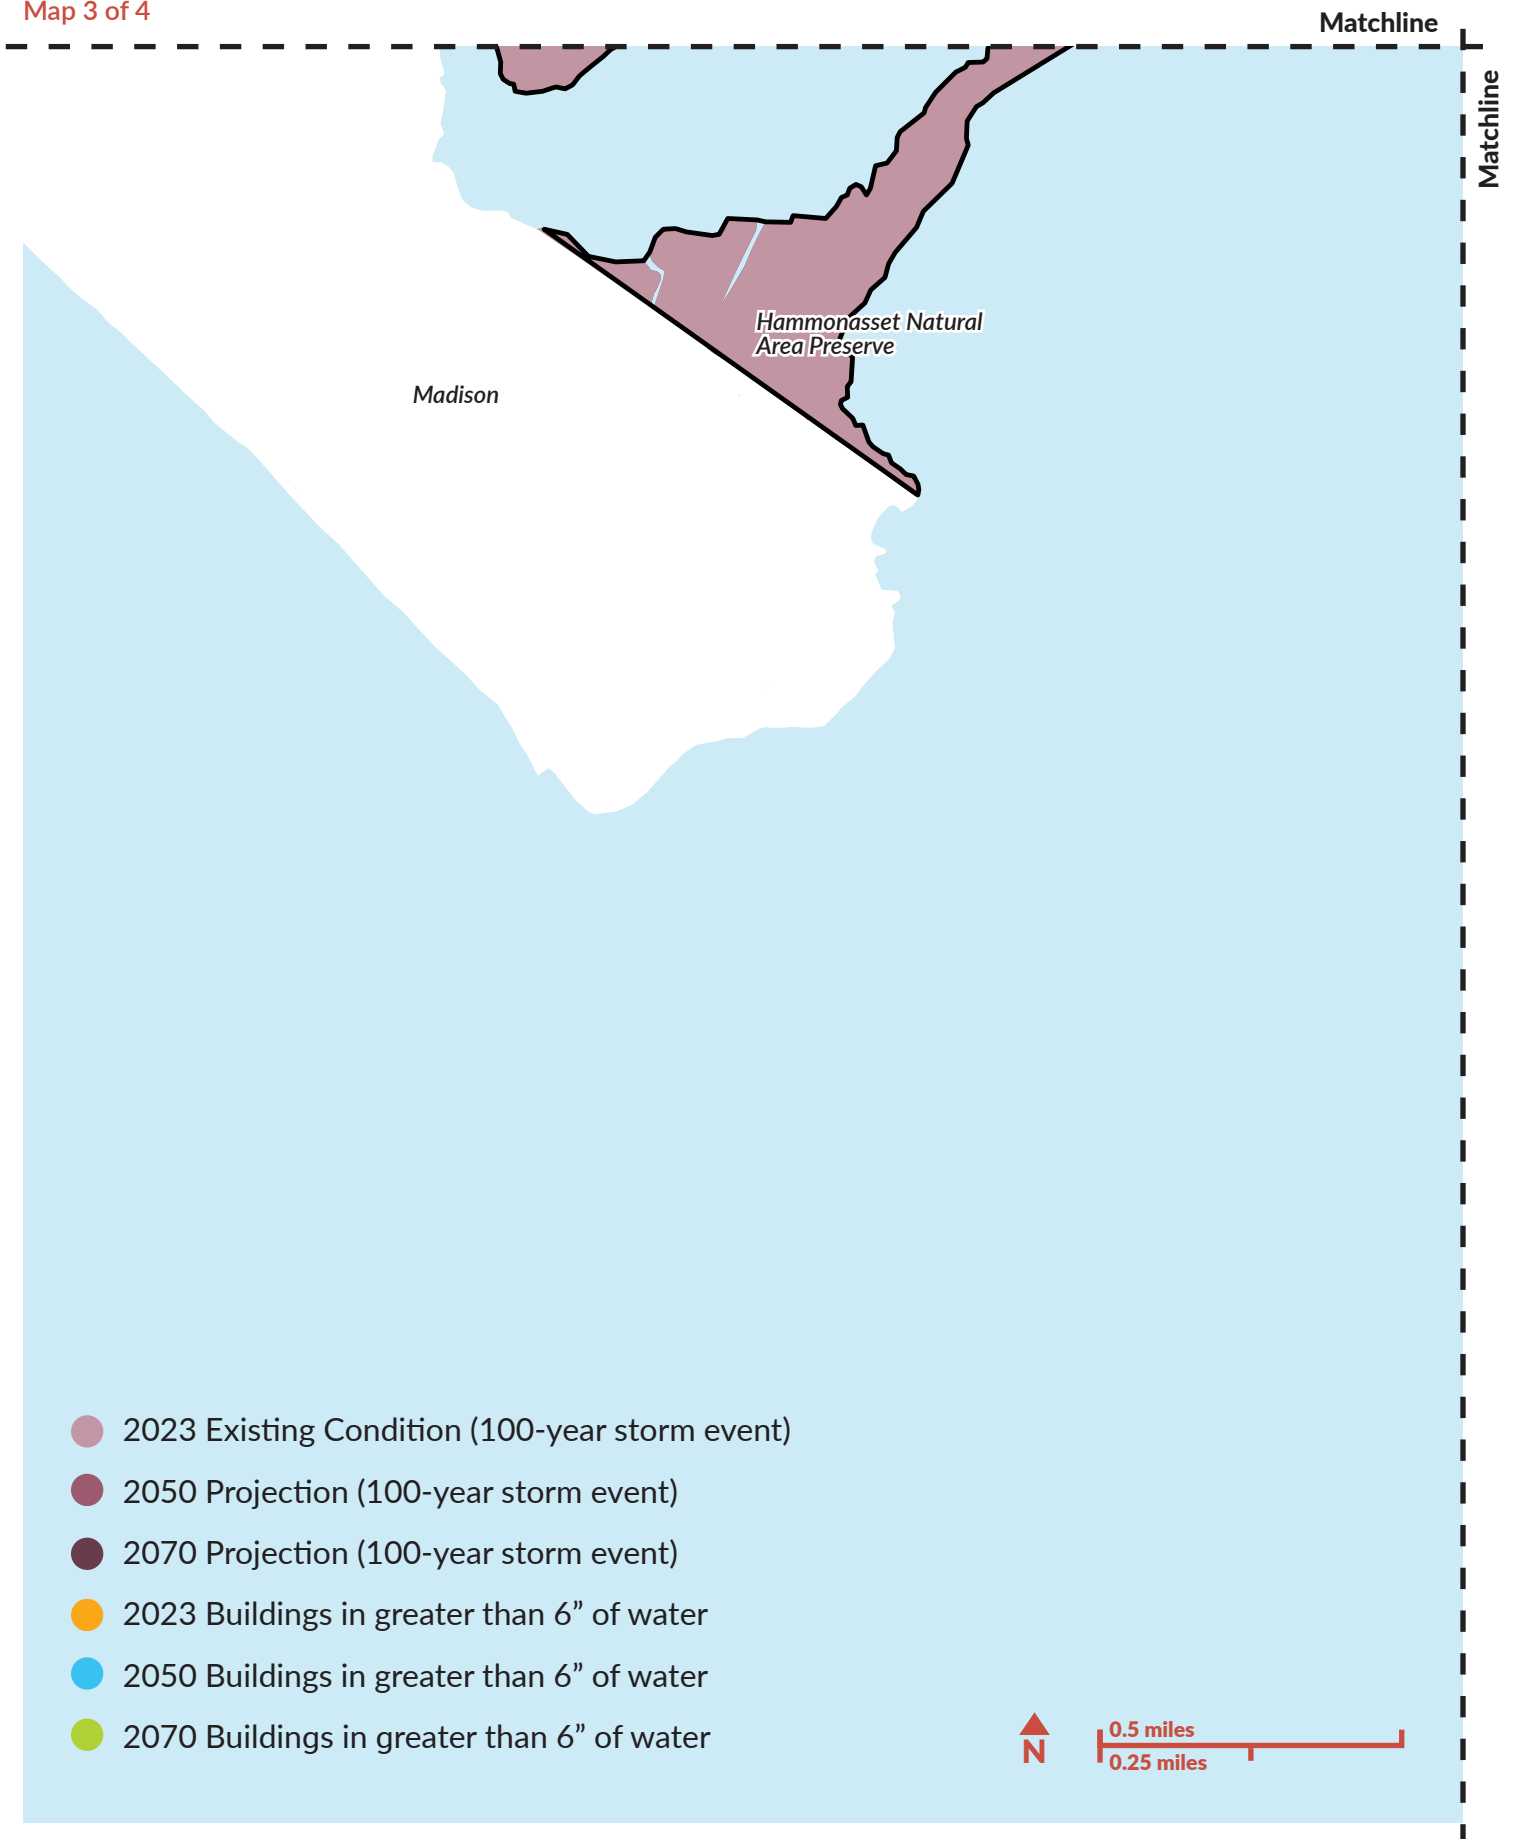 Map 3 of 4
Matchline
Matchline
Hammonasset Natural
Area Preserve
Madison
2023 Existing Condition (100-year storm event)
2050 Projection (100-year storm event)
2070 Projection (100-year storm event)
2023 Buildings in greater than 6” of water
2050 Buildings in greater than 6” of water
2070 Buildings in greater than 6” of water
N
0.5 miles
0.25 miles